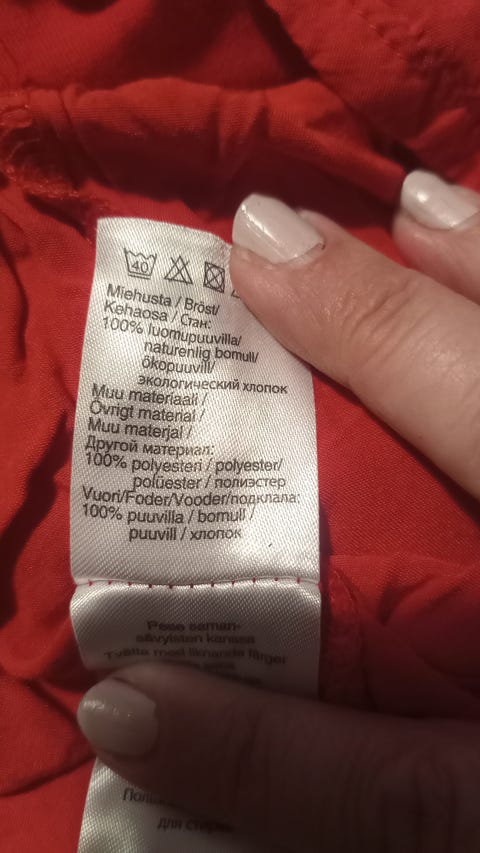 40
Miehusta / Bröst/
Kehaosa / Стан:
100% luomupuuvilla/
naturenlig bomull/
ökopuuvill/
экологический хлопок
Muu materiaali /
Övrigt material /
Muu materjal /
Другой материал:
100% polyesteri / polyester/
polüester / полиэстер
Vuori/Foder/Vooder/подклала:
100% puuvilla / bomull /
puuvill / хлопок
Pese saman-
sävyisten kanssa
Tvätta med liknande färger
для